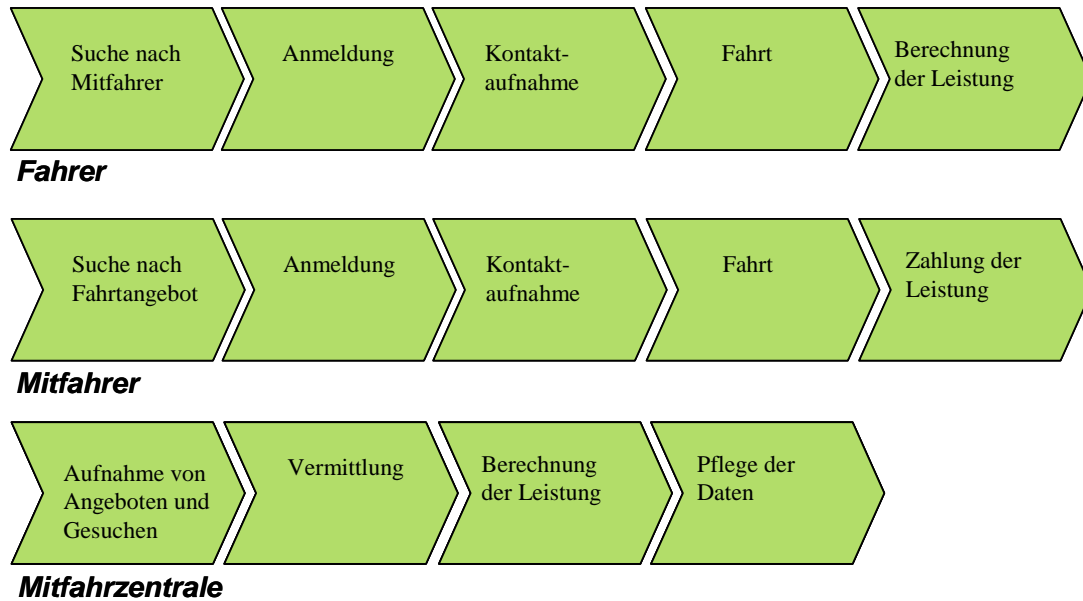 Suche nach
Mitfahrer
Anmeldung
Kontakt-
aufnahme
Fahrt
Berechnung
der Leistung
Fahrer
Suche nach
Fahrtangebot
Anmeldung
Kontakt-
aufnahme
Fahrt
Zahlung der
Leistung
Mitfahrer
Aufnahme von
Angeboten und
Gesuchen
Vermittlung
Berechnung
der Leistung
Pflege der
Daten
Mitfahrzentrale